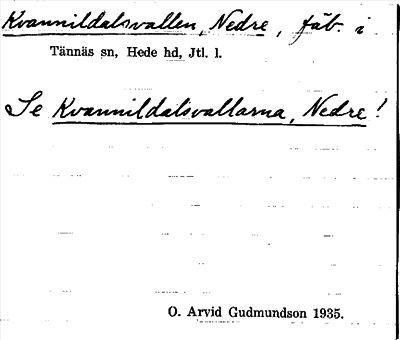 Kvannildalsvallen, Nedre, fäb. i
Tännäs sn, Hede hd, Jtl. l.
Se Kvannildalsvallarna, Nedre!
O. Arvid Gudmundson 1935.